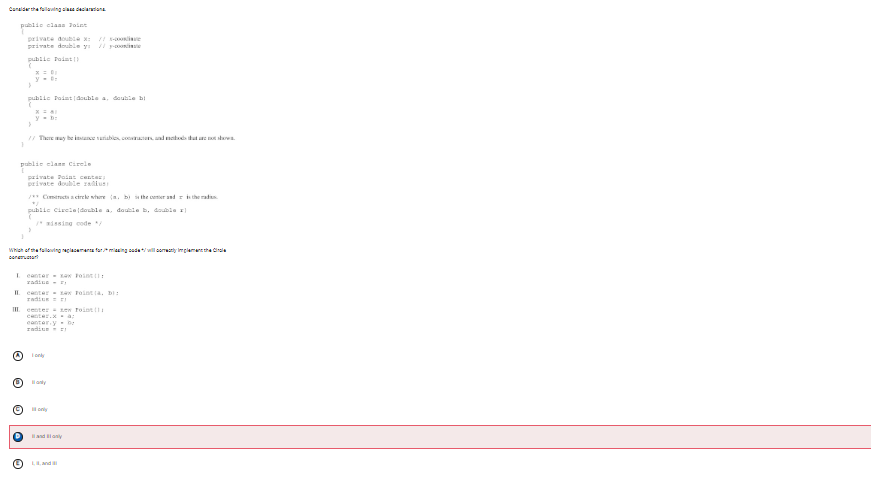 Consider the following class declarations.
public class Point
{
private double x; // x-coordinate
private double y; // y-coordinate
public Point()
{
x = 0;
y = 0;
}
public Point(double a, double b)
{
x = a;
y = b;
}
// There may be instance variables, constructors, and methods that are not shown.
}
public class Circle
{
private Point center;
private double radius;
/** Constructs a circle where (a, b) is the center and r is the radius.
*/
public Circle(double a, double b, double r)
{
/* missing code */
}
}
Which of the following replacements for /* missing code */ will correctly implement the Circle
constructor?
I. center = new Point();
radius = r;
II. center = new Point(a, b);
radius = r;
III. center = new Point();
center.x = a;
center.y = b;
radius = r;
A I only
B II only
C III only
D II and III only
E I, II, and III